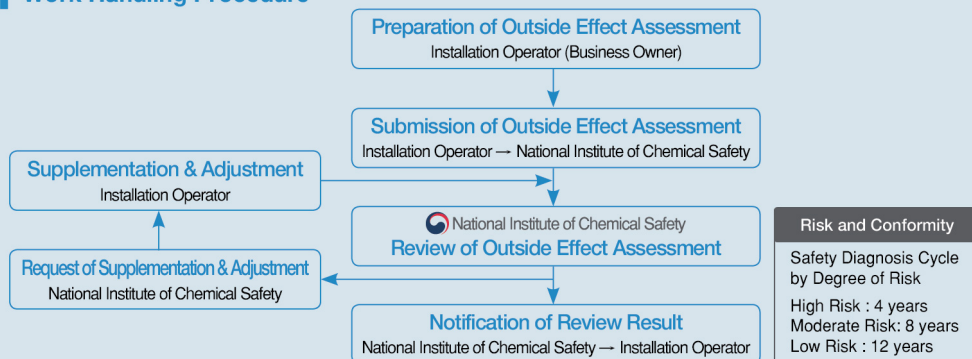 Work Handling Procedure
Preparation of Outside Effect Assessment
Installation Operator (Business Owner)
Submission of Outside Effect Assessment
Installation Operator → National Institute of Chemical Safety
Supplementation & Adjustment
Installation Operator
National Institute of Chemical Safety
Review of Outside Effect Assessment
Request of Supplementation & Adjustment
National Institute of Chemical Safety
Notification of Review Result
National Institute of Chemical Safety → Installation Operator
Risk and Conformity
Safety Diagnosis Cycle
by Degree of Risk
High Risk : 4 years
Moderate Risk: 8 years
Low Risk : 12 years